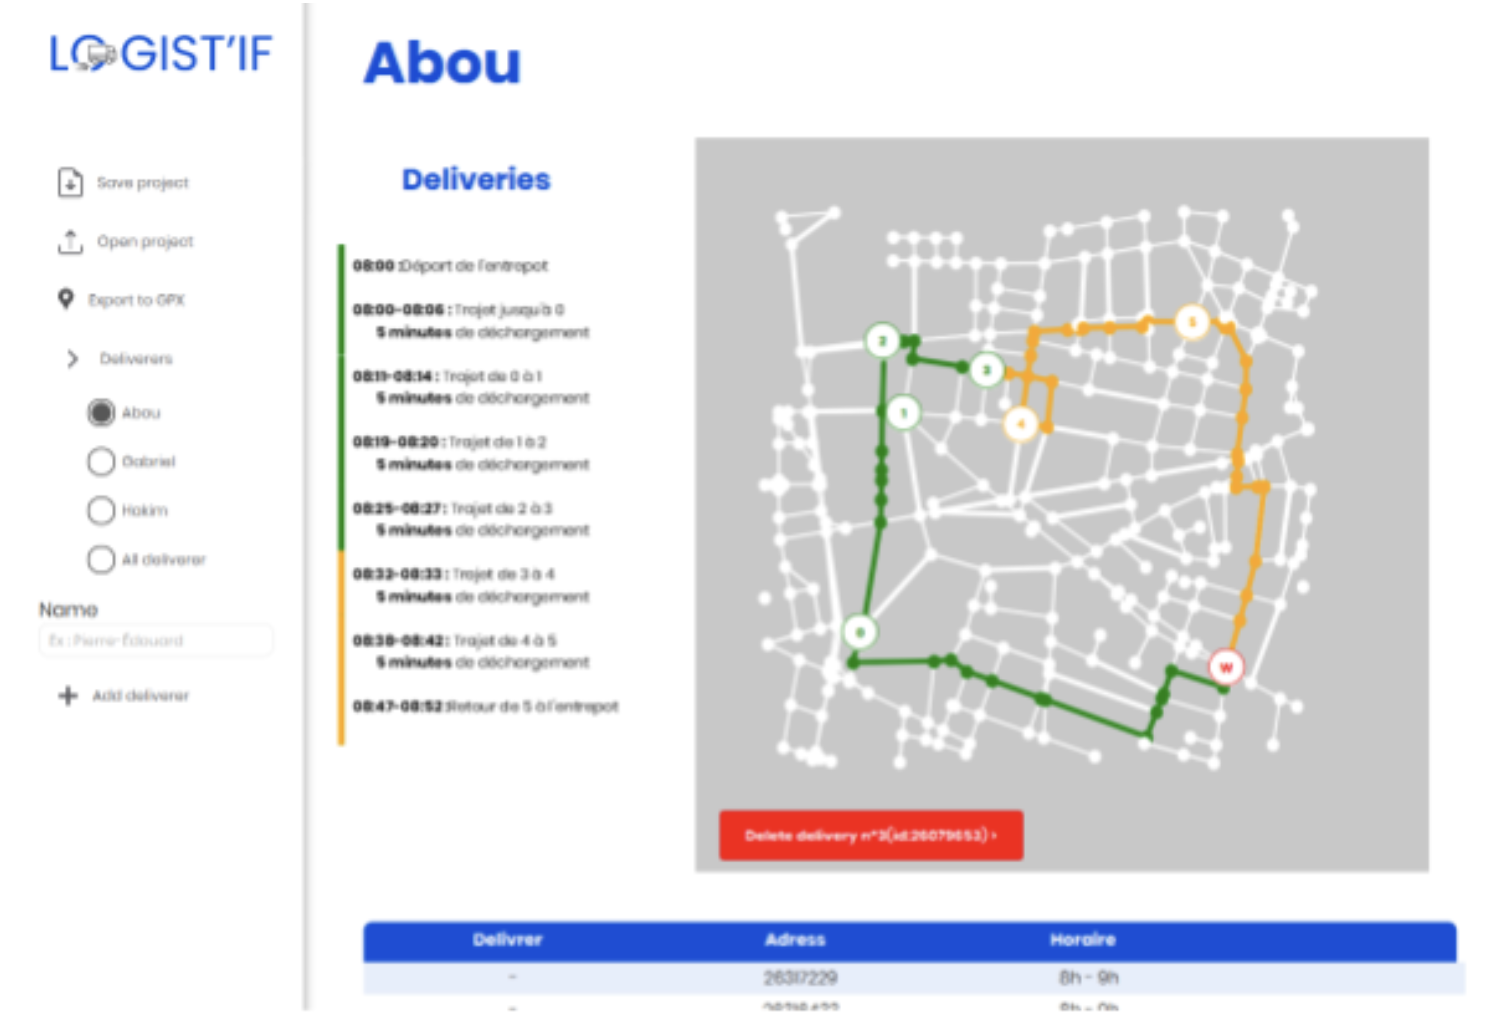 LOGIST'IF
Abou
Save project
Open project
Export to GPX
Deliverers
Abou
Gabriel
Hakim
All deliverer
Name
Ex : Pierre-Édouard
Add deliverer
Deliveries
08:00 :Départ de l'entrepot
08:00-08:06 : Trajet jusqu'à 0
5 minutes de déchargement
08:11-08:14 : Trajet de 0 à 1
5 minutes de déchargement
08:19-08:20 : Trajet de 1 à 2
5 minutes de déchargement
08:25-08:27 : Trajet de 2 à 3
5 minutes de déchargement
08:32-08:33 : Trajet de 3 à 4
5 minutes de déchargement
08:38-08:42 : Trajet de 4 à 5
5 minutes de déchargement
08:47-08:52 :Retour de 5 à l'entrepot
5
2
3
1
4
0
W
Delete delivery n°3(id:26079653) ›
Delivrer Adress Horaire
- 26317229 8h - 9h
- 8h - 9h